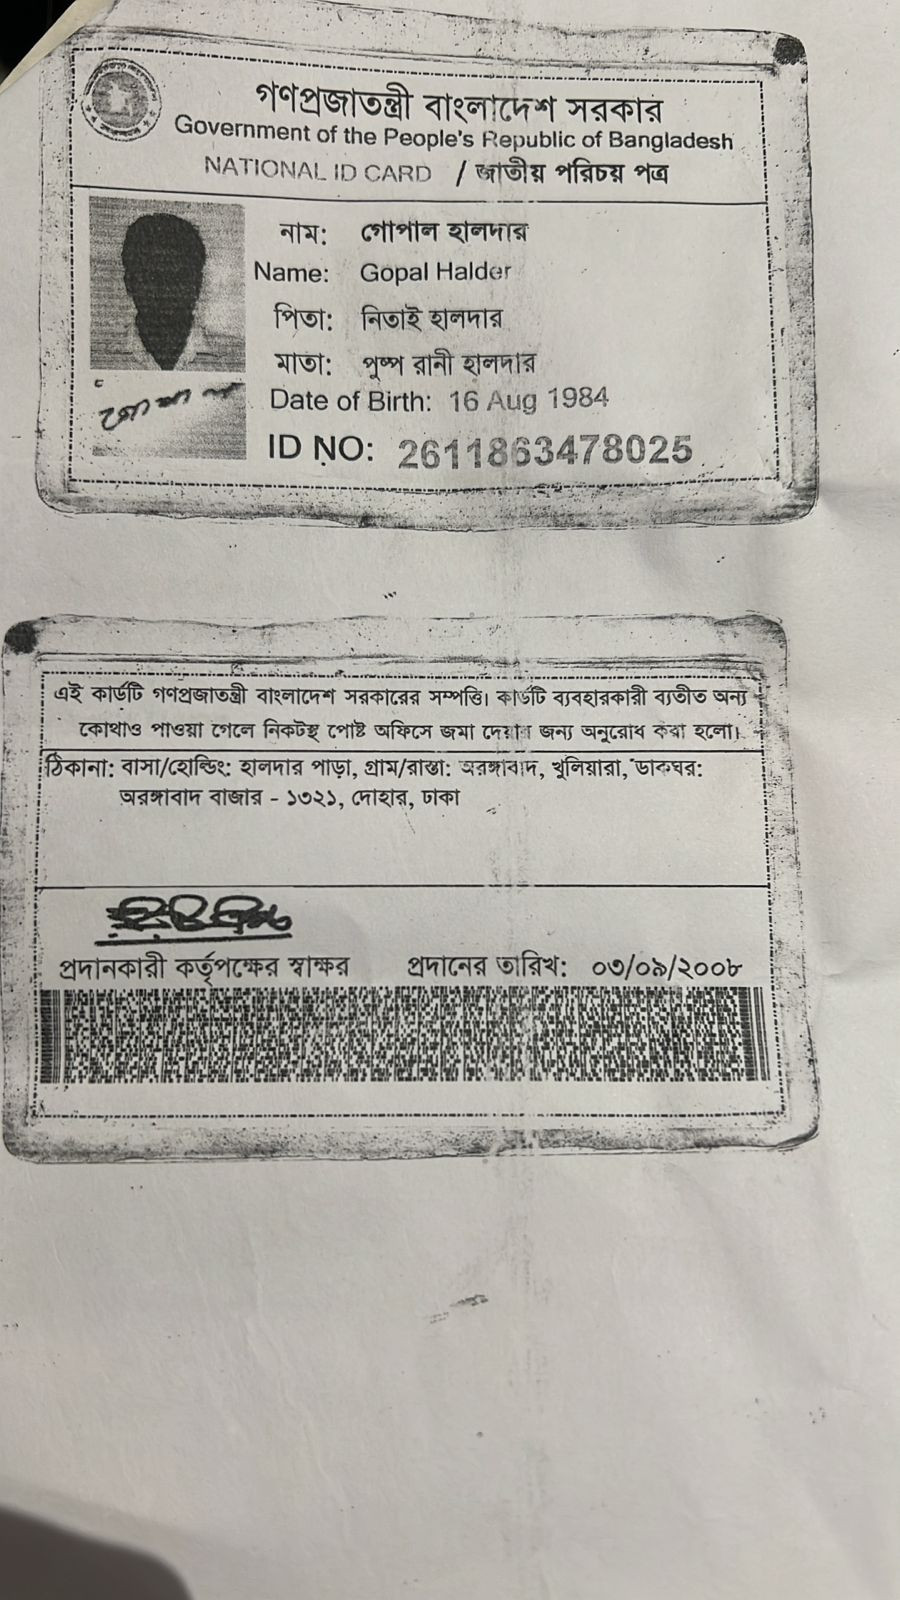 গণপ্রজাতন্ত্রী বাংলাদেশ সরকার
Government of the People's Republic of Bangladesh
NATIONAL ID CARD / জাতীয় পরিচয় পত্র
নাম: গোপাল হালদার
Name: Gopal Halder
পিতা: নিতাই হালদার
মাতা: পুষ্প রানী হালদার
Date of Birth: 16 Aug 1984
ID NO: 2611863478025
এই কার্ডটি গণপ্রজাতন্ত্রী বাংলাদেশ সরকারের সম্পত্তি। কার্ডটি ব্যবহারকারী ব্যতীত অন্য
কোথাও পাওয়া গেলে নিকটস্থ পোষ্ট অফিসে জমা দেয়ার জন্য অনুরোধ করা হলো।
ঠিকানা: বাসা/হোল্ডিং: হালদার পাড়া, গ্রাম/রাস্তা: অরঙ্গাবাদ, খুলিয়ারা, ডাকঘর:
অরঙ্গাবাদ বাজার - ১৩২১, দোহার, ঢাকা
প্রদানকারী কর্তৃপক্ষের স্বাক্ষর প্রদানের তারিখ: ০৩/০৯/২০০৮